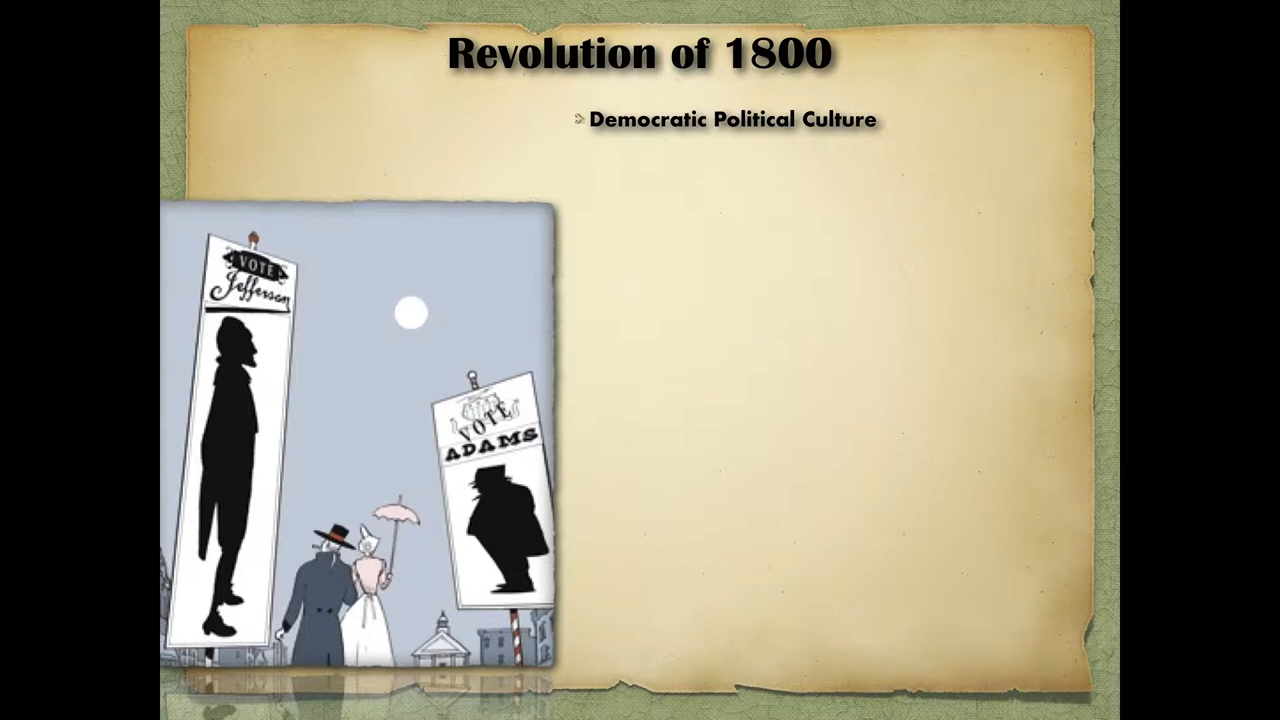 Revolution of 1800
Democratic Political Culture
VOTE
Jefferson
VOTE
ADAMS